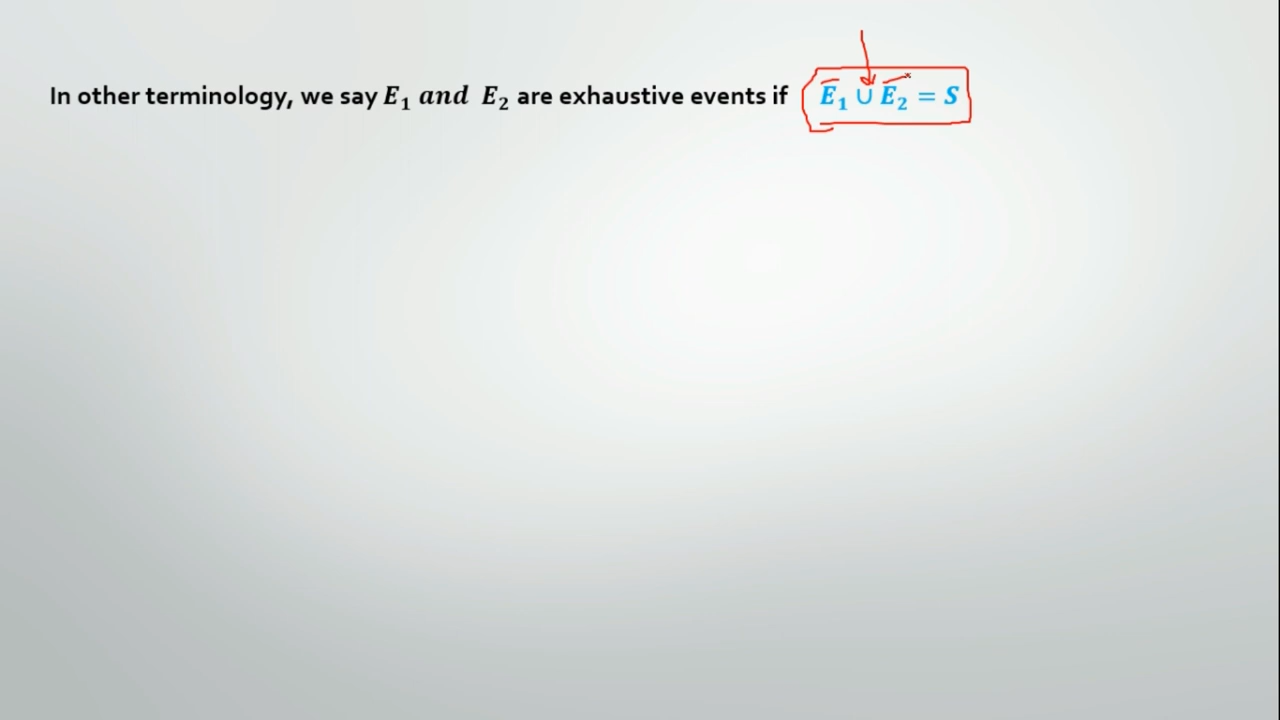 In other terminology, we say E₁ and E₂ are exhaustive events if E₁ ∪ E₂ = S